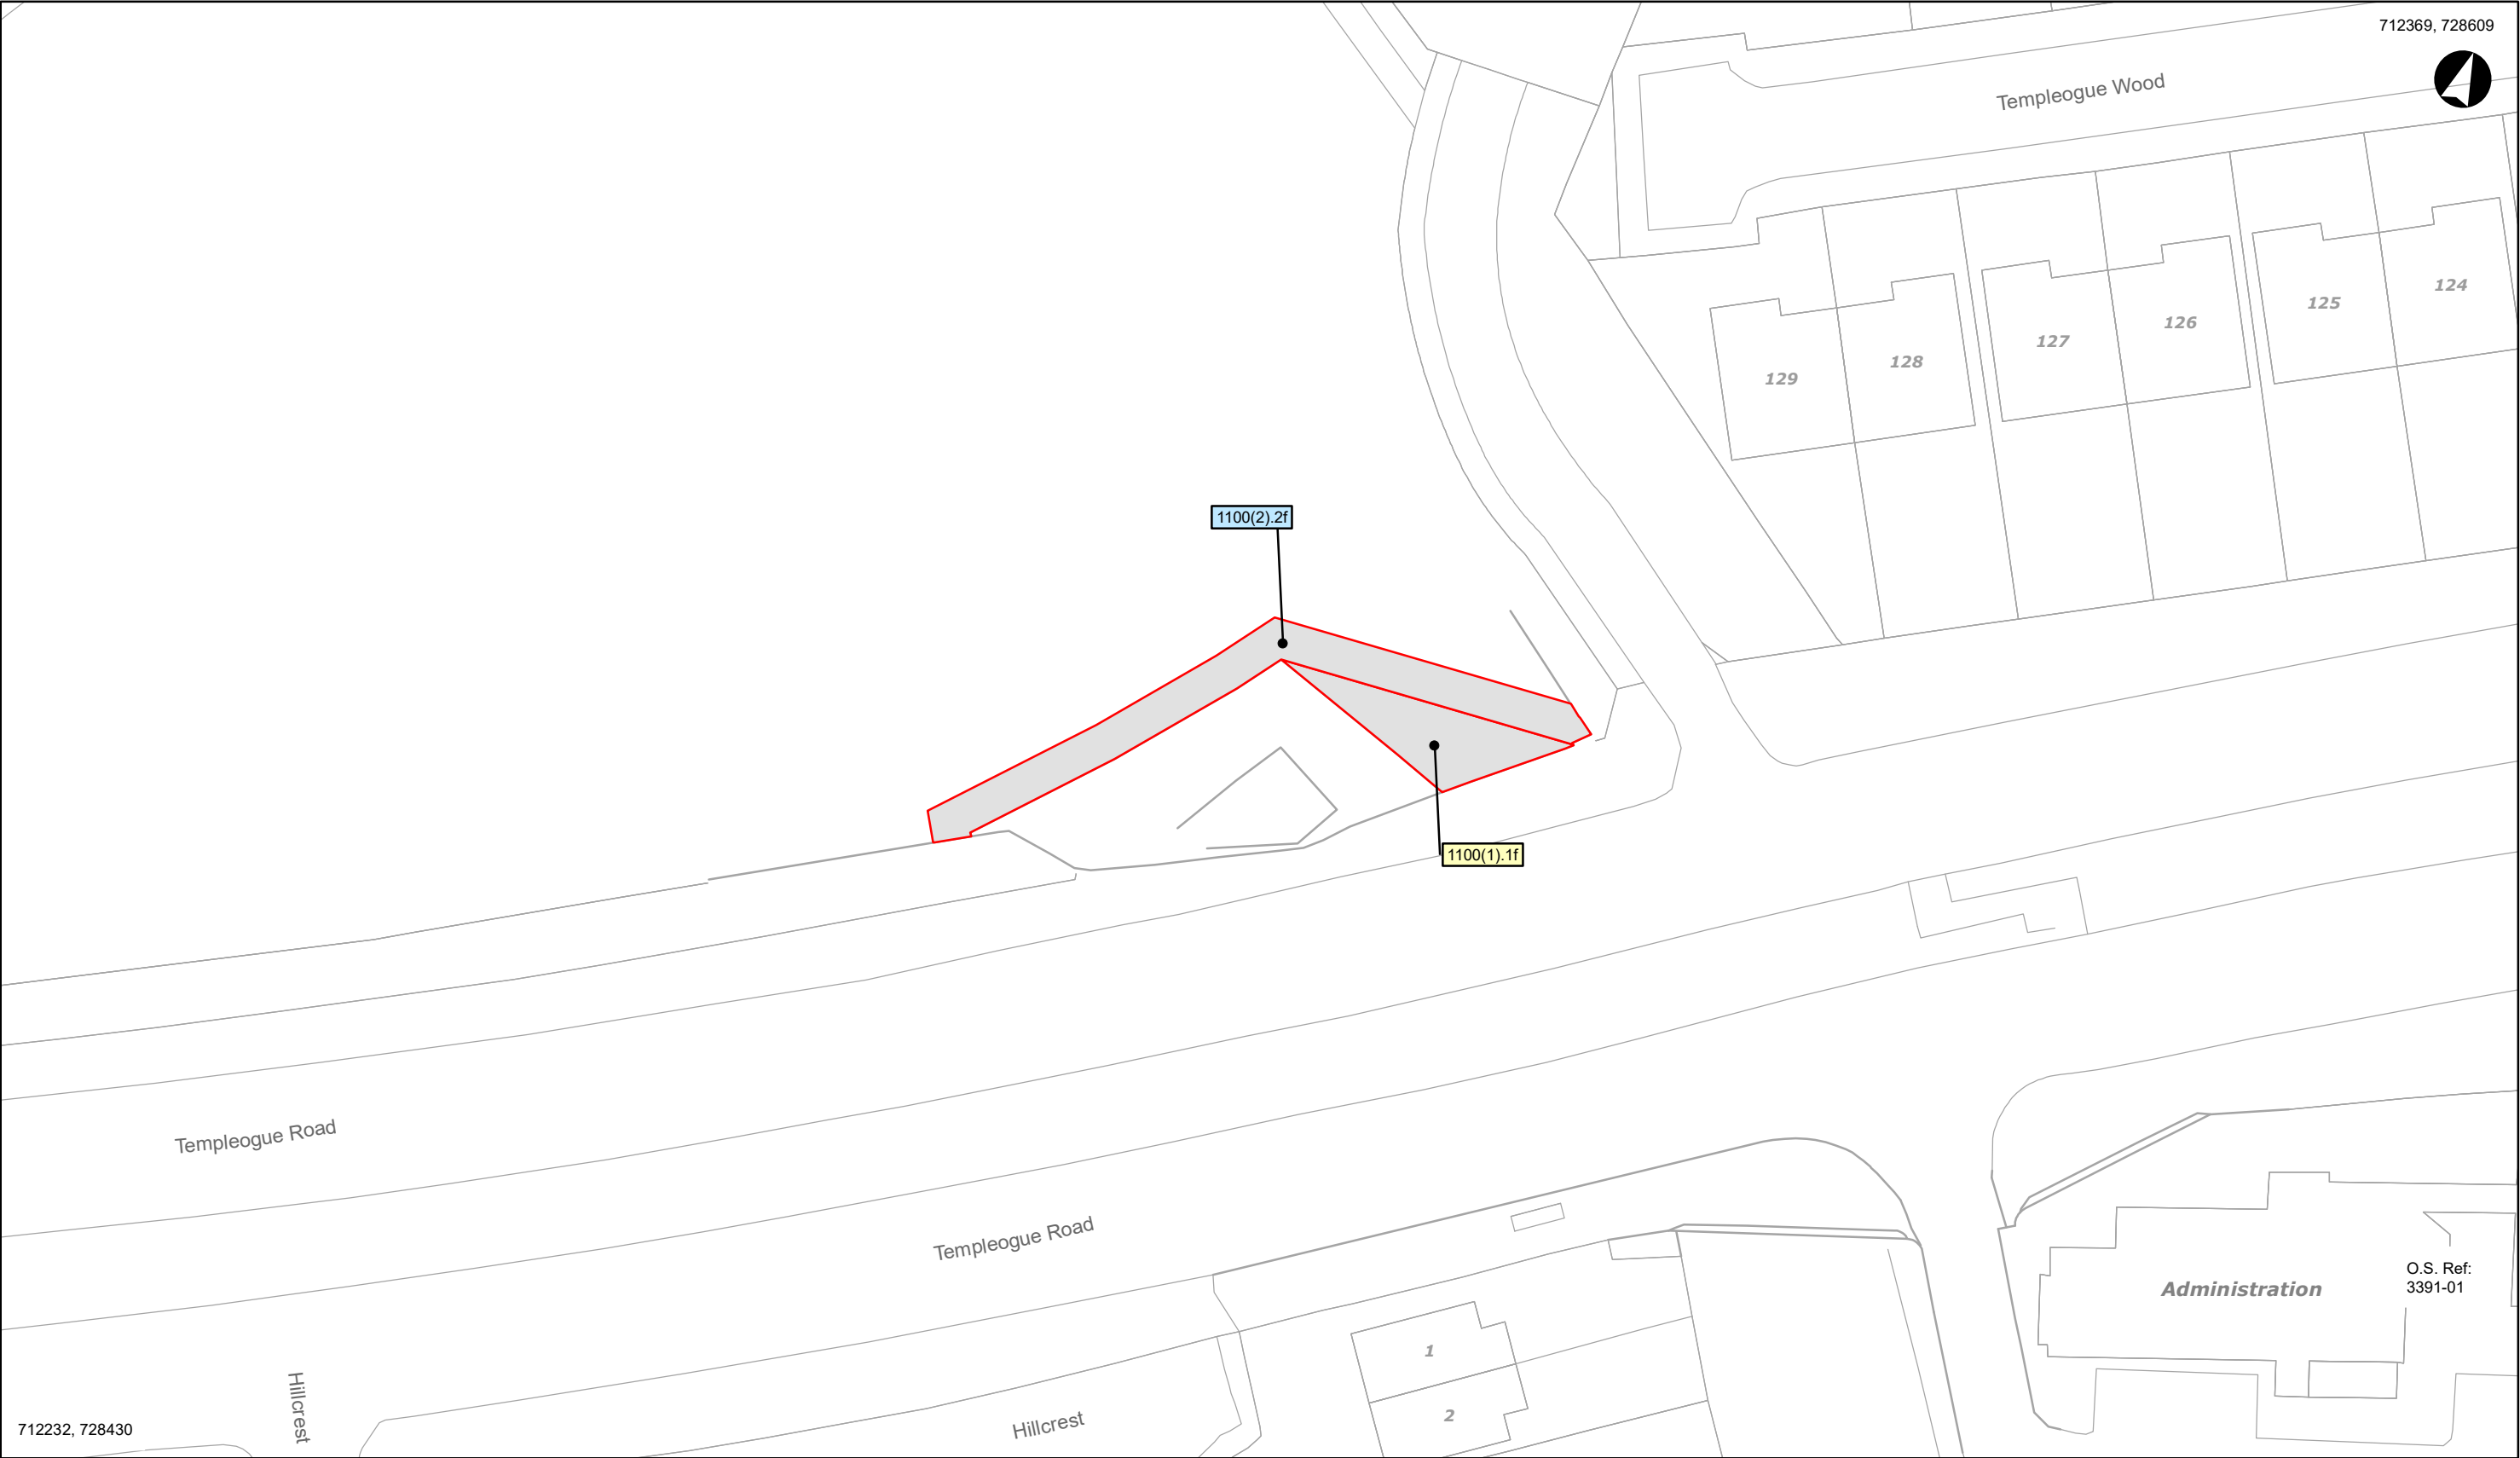 712369, 728609
Templeogue Wood
124
125
126
127
128
129
1100(2).2f
1100(1).1f
Templeogue Road
Templeogue Road
O.S. Ref:
3391-01
Administration
1
2
Hillcrest
Hillcrest
712232, 728430